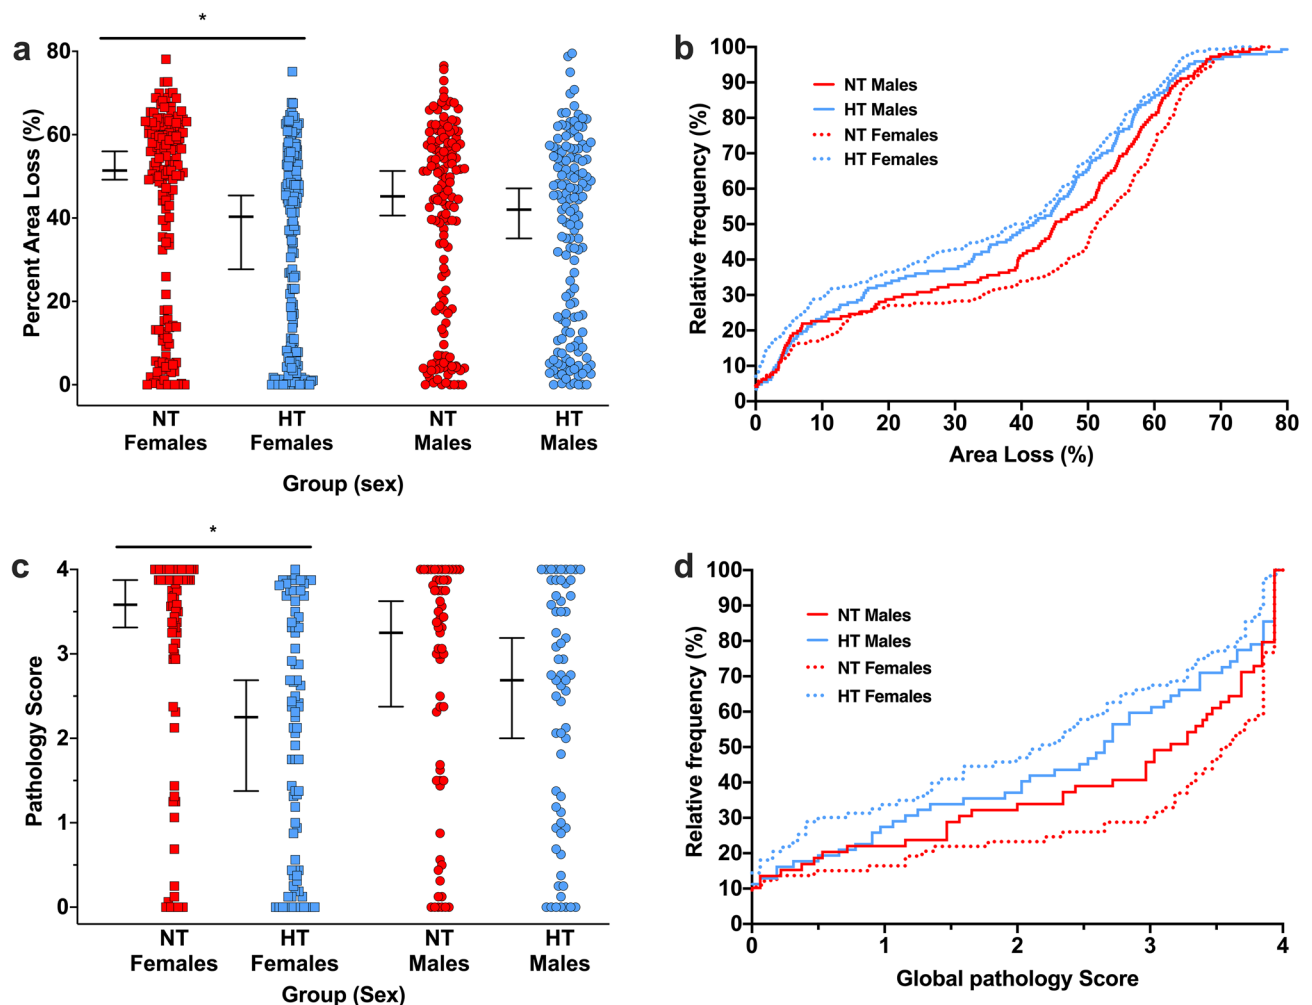 a
*
Percent Area Loss (%)
80
60
40
20
0
NT
Females
HT
Females
NT
Males
HT
Males
Group (sex)
b
Relative frequency (%)
100
90
80
70
60
50
40
30
20
10
0
NT Males
HT Males
NT Females
HT Females
0 10 20 30 40 50 60 70 80
Area Loss (%)
c
*
Pathology Score
4
3
2
1
0
NT
Females
HT
Females
NT
Males
HT
Males
Group (Sex)
d
Relative frequency (%)
100
90
80
70
60
50
40
30
20
10
0
NT Males
HT Males
NT Females
HT Females
0 1 2 3 4
Global pathology Score